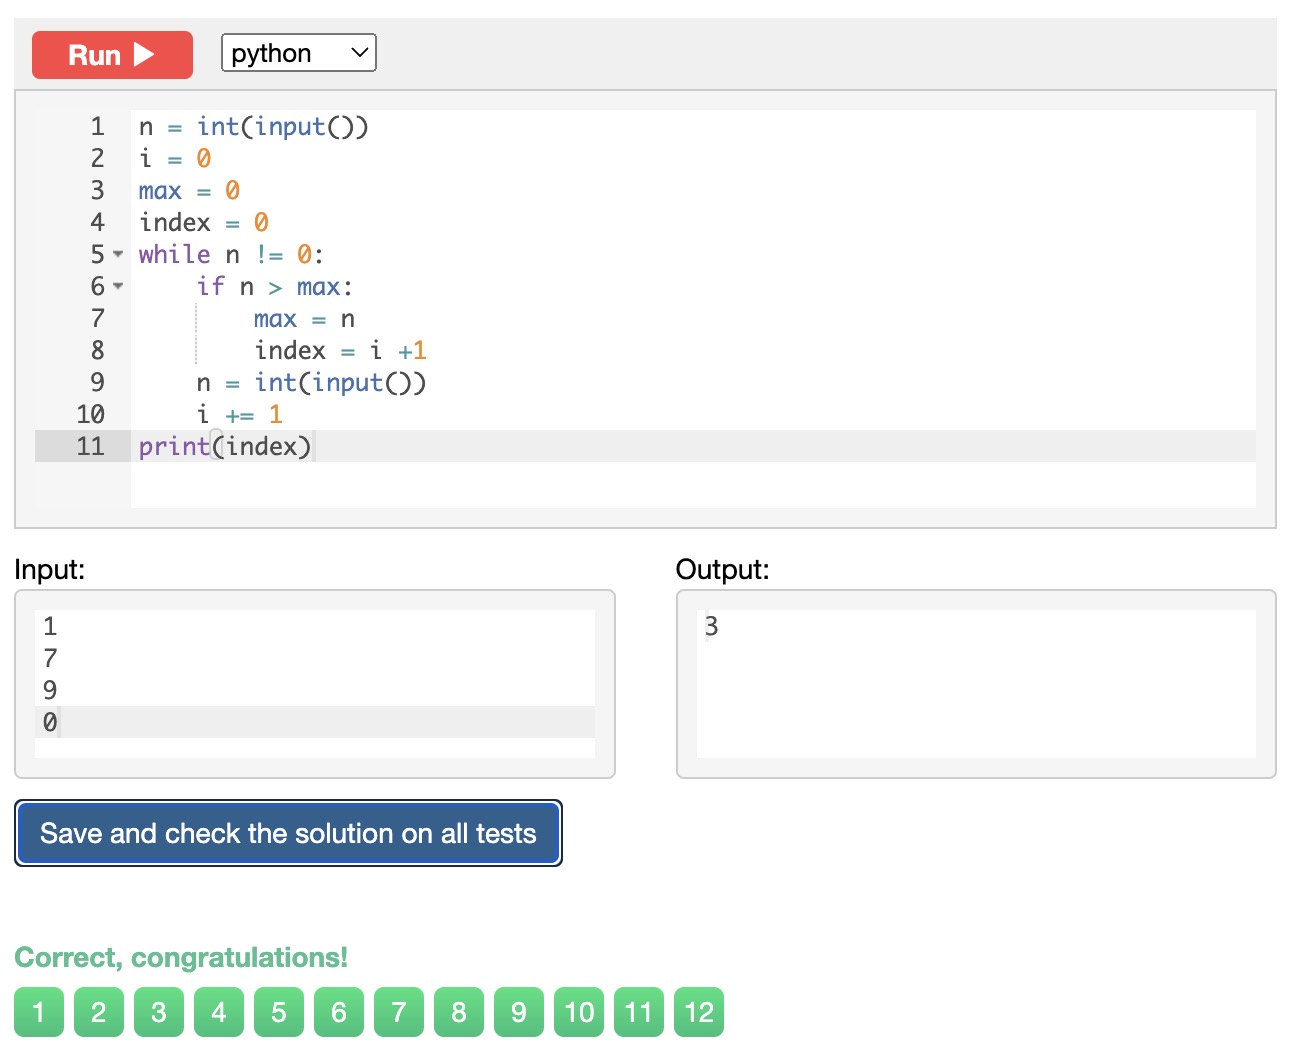 Run python
1 n = int(input())
2 i = 0
3 max = 0
4 index = 0
5 while n != 0:
6     if n > max:
7         max = n
8         index = i +1
9     n = int(input())
10     i += 1
11 print(index)
Input: Output:
1 3
7
9
0
Save and check the solution on all tests
Correct, congratulations!
1 2 3 4 5 6 7 8 9 10 11 12